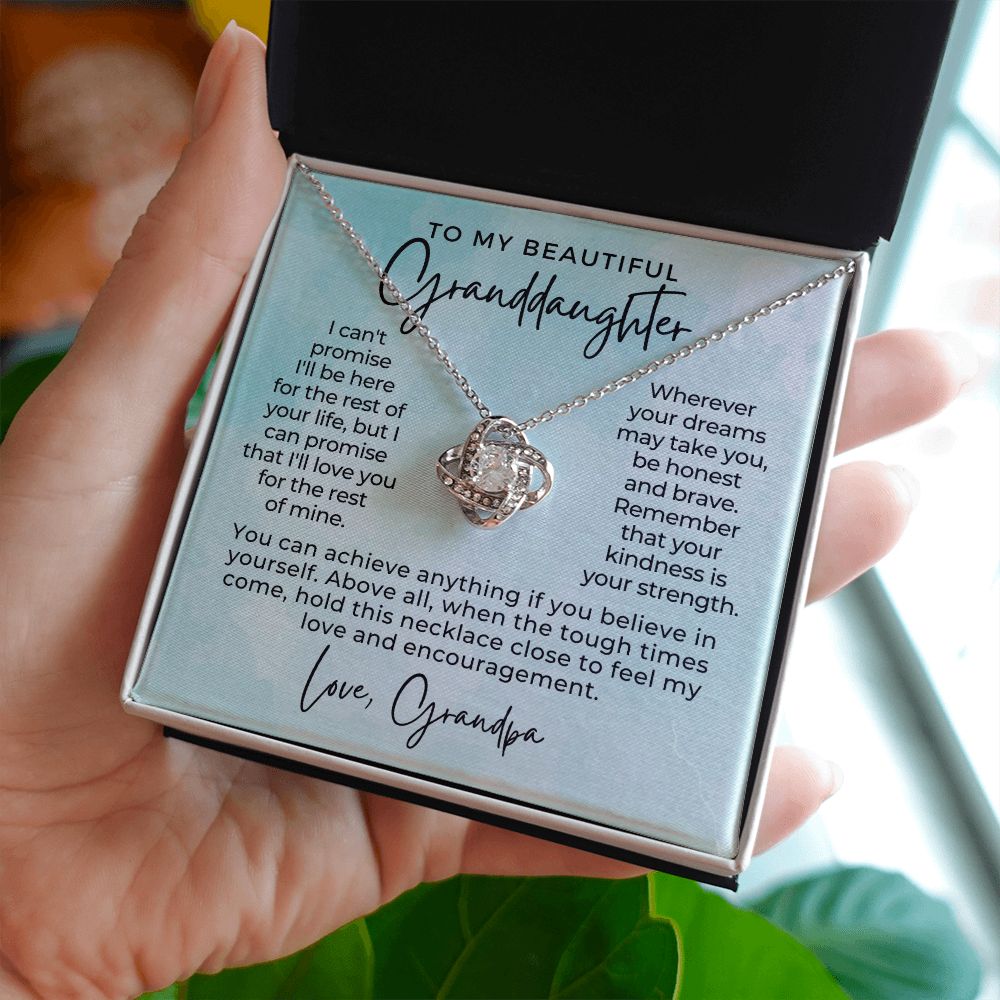 TO MY BEAUTIFUL
Granddaughter
I can't
promise
I'll be here
for the rest of
your life, but I
can promise
that I'll love you
for the rest
of mine.
Wherever
your dreams
may take you,
be honest
and brave.
Remember
that your
kindness is
your strength.
You can achieve anything if you believe in
yourself. Above all, when the tough times
come, hold this necklace close to feel my
love and encouragement.
Love, Grandpa